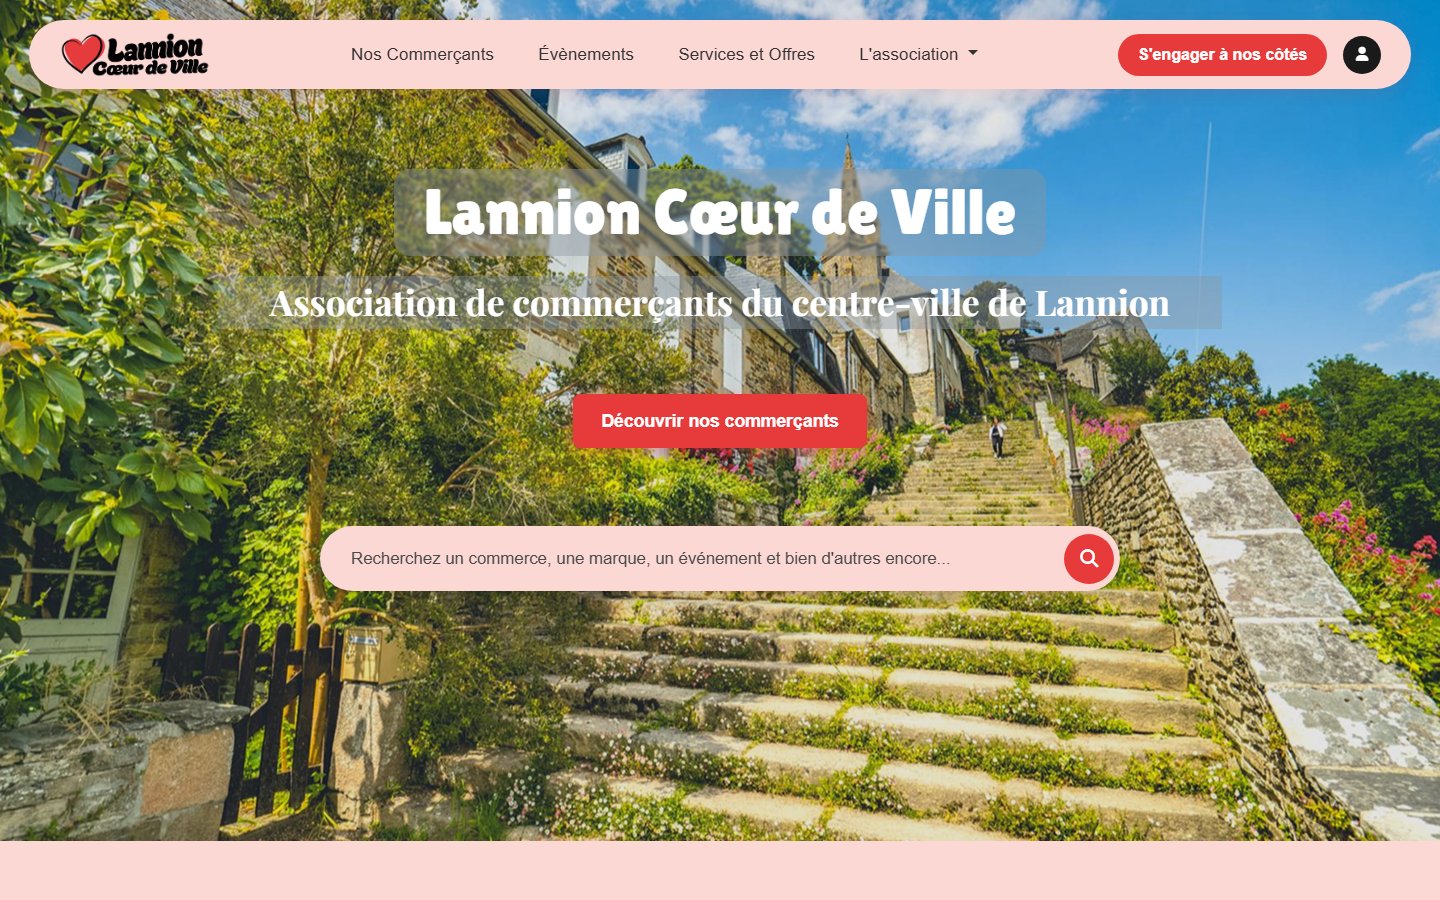 Lannion
Cœur de Ville
Nos Commerçants
Évènements
Services et Offres
L'association
S'engager à nos côtés
Lannion Cœur de Ville
Association de commerçants du centre-ville de Lannion
Découvrir nos commerçants
Recherchez un commerce, une marque, un événement et bien d'autres encore...